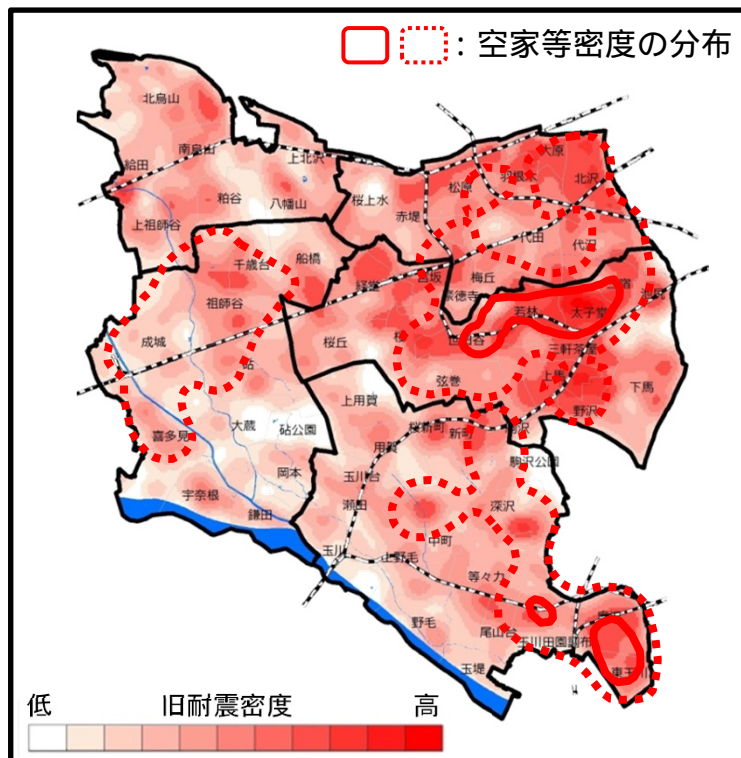 ：空家等密度の分布
北烏山
大原
南烏山
上北沢
給田
羽根木
北沢
松原
粕谷
八幡山
桜上水
赤堤
上祖師谷
代田
代沢
千歳台
船橋
宮坂
梅丘
経堂
豪徳寺
池尻
祖師谷
若林
太子堂
成城
桜丘
世田谷
三軒茶屋
砧
上馬
弦巻
下馬
上用賀
野沢
大蔵
砧公園
桜新町
新町
喜多見
用賀
駒沢公園
岡本
玉川台
宇奈根
瀬田
深沢
鎌田
中町
玉川
上野毛
等々力
野毛
尾山台
玉川田園調布
玉堤
東玉川
低
旧耐震密度
高